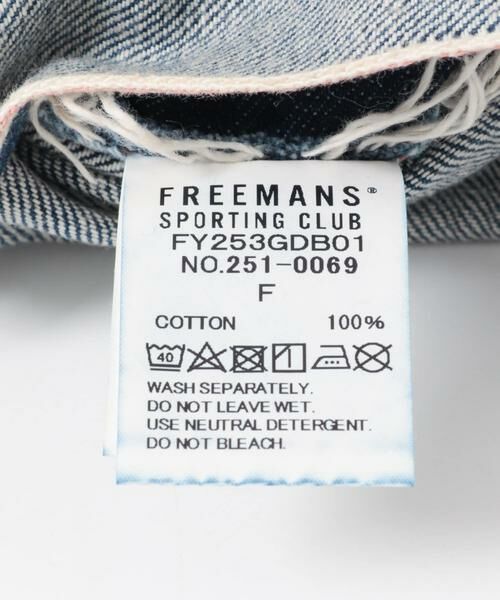 FREEMANS®
SPORTING CLUB
FY253GDB01
NO.251-0069
F
COTTON 100%
40
WASH SEPARATELY.
DO NOT LEAVE WET.
USE NEUTRAL DETERGENT.
DO NOT BLEACH.